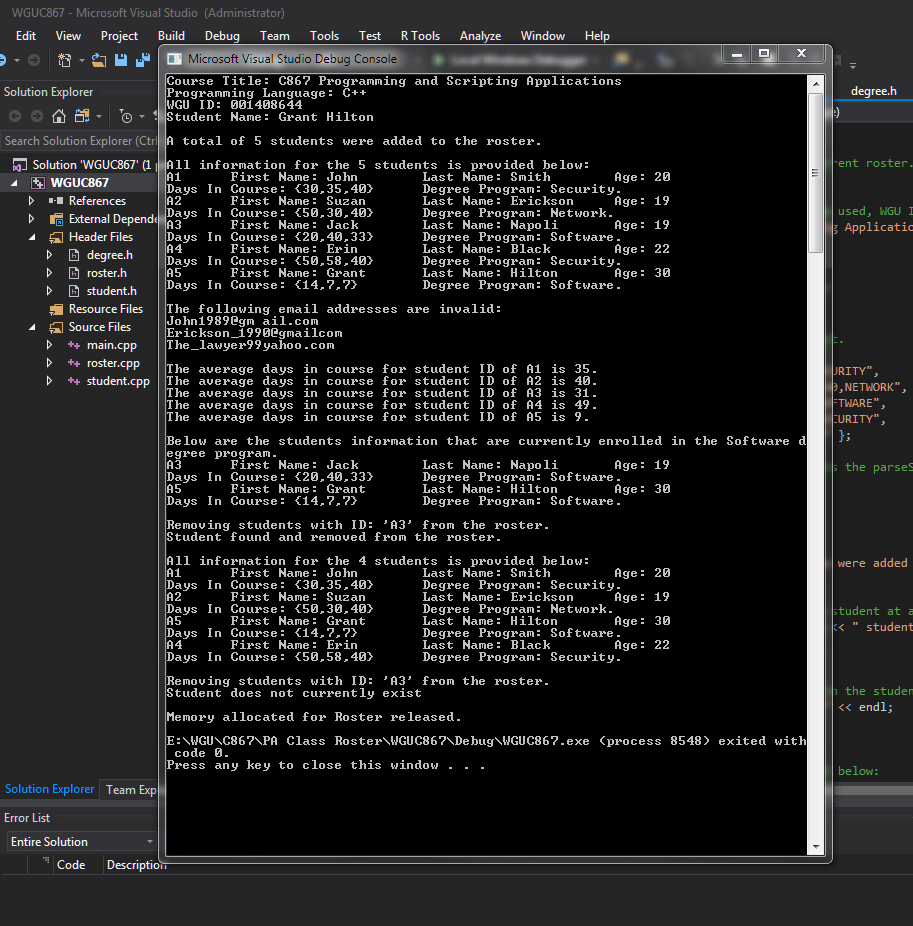 WGUC867 - Microsoft Visual Studio (Administrator)
Edit View Project Build Debug Team Tools Test R Tools Analyze Window Help
Microsoft Visual Studio Debug Console
Local Windows Debugger
Solution Explorer
Search Solution Explorer (Ctrl
Solution 'WGUC867' (1 p
WGUC867
References
External Depende
Header Files
degree.h
roster.h
student.h
Resource Files
Source Files
main.cpp
roster.cpp
student.cpp
Solution Explorer Team Exp
Error List
Entire Solution
Code Description
Course Title: C867 Programming and Scripting Applications
Programming Language: C++
WGU ID: 001408644
Student Name: Grant Hilton
A total of 5 students were added to the roster.
All information for the 5 students is provided below:
A1 First Name: John Last Name: Smith Age: 20
Days In Course: {30,35,40} Degree Program: Security.
A2 First Name: Suzan Last Name: Erickson Age: 19
Days In Course: {50,30,40} Degree Program: Network.
A3 First Name: Jack Last Name: Napoli Age: 19
Days In Course: {20,40,33} Degree Program: Software.
A4 First Name: Erin Last Name: Black Age: 22
Days In Course: {50,58,40} Degree Program: Security.
A5 First Name: Grant Last Name: Hilton Age: 30
Days In Course: {14,7,7} Degree Program: Software.
The following email addresses are invalid:
John1989@gm ail.com
Erickson_1990@gmailcom
The_lawyer99yahoo.com
The average days in course for student ID of A1 is 35.
The average days in course for student ID of A2 is 40.
The average days in course for student ID of A3 is 31.
The average days in course for student ID of A4 is 49.
The average days in course for student ID of A5 is 9.
Below are the students information that are currently enrolled in the Software d
egree program.
A3 First Name: Jack Last Name: Napoli Age: 19
Days In Course: {20,40,33} Degree Program: Software.
A5 First Name: Grant Last Name: Hilton Age: 30
Days In Course: {14,7,7} Degree Program: Software.
Removing students with ID: 'A3' from the roster.
Student found and removed from the roster.
All information for the 4 students is provided below:
A1 First Name: John Last Name: Smith Age: 20
Days In Course: {30,35,40} Degree Program: Security.
A2 First Name: Suzan Last Name: Erickson Age: 19
Days In Course: {50,30,40} Degree Program: Network.
A5 First Name: Grant Last Name: Hilton Age: 30
Days In Course: {14,7,7} Degree Program: Software.
A4 First Name: Erin Last Name: Black Age: 22
Days In Course: {50,58,40} Degree Program: Security.
Removing students with ID: 'A3' from the roster.
Student does not currently exist
Memory allocated for Roster released.
E:\WGU\C867\PA Class Roster\WGUC867\Debug\WGUC867.exe (process 8548) exited with
code 0.
Press any key to close this window . . .
degree.h
rent roster.
used, WGU I
g Applicatio
t.
URITY",
0,NETWORK",
FTWARE",
CURITY",
};
s the parseS
were added
student at a
<< " student
n the studen
<< endl;
below: